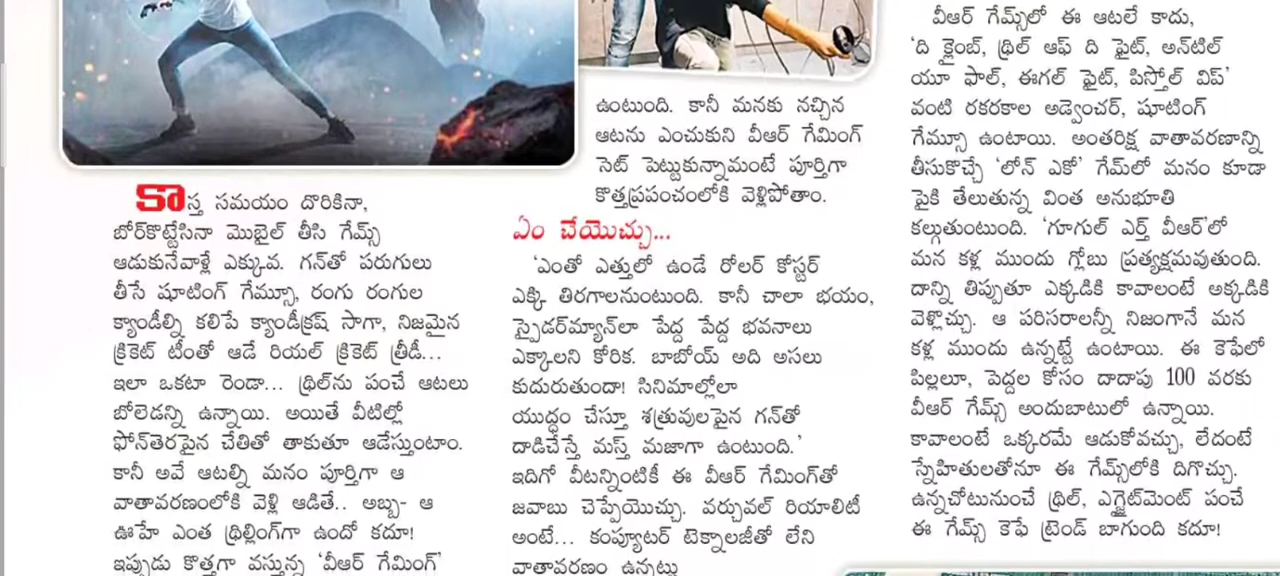 కాస్త సమయం దొరికినా,
బోర్‌కొట్టేసినా మొబైల్ తీసి గేమ్స్
ఆడుకునేవాళ్లే ఎక్కువ. గన్‌తో పరుగులు
తీసే షూటింగ్ గేమ్సూ, రంగు రంగుల
క్యాండీల్ని కలిపే క్యాండీక్రష్ సాగా, నిజమైన
క్రికెట్ టీంతో ఆడే రియల్ క్రికెట్ త్రీడీ...
ఇలా ఒకటా రెండా... థ్రిల్‌ను పంచే ఆటలు
బోలెడన్ని ఉన్నాయి. అయితే వీటిల్లో
ఫోన్‌తెరపైన చేతితో తాకుతూ ఆడేస్తుంటాం.
కానీ అవే ఆటల్ని మనం పూర్తిగా ఆ
వాతావరణంలోకి వెళ్లి ఆడితే.. అబ్బ- ఆ
ఊహే ఎంత థ్రిల్లింగ్‌గా ఉందో కదూ!
ఇప్పుడు కొత్తగా వస్తున్న ‘వీఆర్ గేమింగ్’
ఉంటుంది. కానీ మనకు నచ్చిన
ఆటను ఎంచుకుని వీఆర్ గేమింగ్
సెట్ పెట్టుకున్నామంటే పూర్తిగా
కొత్తప్రపంచంలోకి వెళ్లిపోతాం.
ఏం చేయొచ్చు...
‘ఎంతో ఎత్తులో ఉండే రోలర్ కోస్టర్
ఎక్కి తిరగాలనుంటుంది. కానీ చాలా భయం,
స్పైడర్‌మ్యాన్‌లా పేద్ద పేద్ద భవనాలు
ఎక్కాలని కోరిక. బాబోయ్ అది అసలు
కుదురుతుందా! సినిమాల్లోలా
యుద్ధం చేస్తూ శత్రువులపైన గన్‌తో
దాడిచేస్తే మస్త్ మజాగా ఉంటుంది.’
ఇదిగో వీటన్నింటికీ ఈ వీఆర్ గేమింగ్‌తో
జవాబు చెప్పేయొచ్చు. వర్చువల్ రియాలిటీ
అంటే... కంప్యూటర్ టెక్నాలజీతో లేని
వాతావరణం ఉన్నట్టు
వీఆర్ గేమ్స్‌లో ఈ ఆటలే కాదు,
‘ది క్లైంబ్, థ్రిల్ ఆఫ్ ది ఫైట్, అన్‌టిల్
యూ ఫాల్, ఈగల్ ఫ్లైట్, పిస్తోల్ విప్’
వంటి రకరకాల అడ్వెంచర్, షూటింగ్
గేమ్సూ ఉంటాయి. అంతరిక్ష వాతావరణాన్ని
తీసుకొచ్చే ‘లోన్ ఎకో’ గేమ్‌లో మనం కూడా
పైకి తేలుతున్న వింత అనుభూతి
కల్గుతుంటుంది. ‘గూగుల్ ఎర్త్ వీఆర్’లో
మన కళ్ల ముందు గ్లోబు ప్రత్యక్షమవుతుంది.
దాన్ని తిప్పుతూ ఎక్కడికి కావాలంటే అక్కడికి
వెళ్లొచ్చు. ఆ పరిసరాలన్నీ నిజంగానే మన
కళ్ల ముందు ఉన్నట్టే ఉంటాయి. ఈ కెఫేలో
పిల్లలూ, పెద్దల కోసం దాదాపు 100 వరకు
వీఆర్ గేమ్స్ అందుబాటులో ఉన్నాయి.
కావాలంటే ఒక్కరమే ఆడుకోవచ్చు, లేదంటే
స్నేహితులతోనూ ఈ గేమ్స్‌లోకి దిగొచ్చు.
ఉన్నచోటునుంచే థ్రిల్, ఎగ్జైట్‌మెంట్ పంచే
ఈ గేమ్స్ కెఫే ట్రెండ్ బాగుంది కదూ!